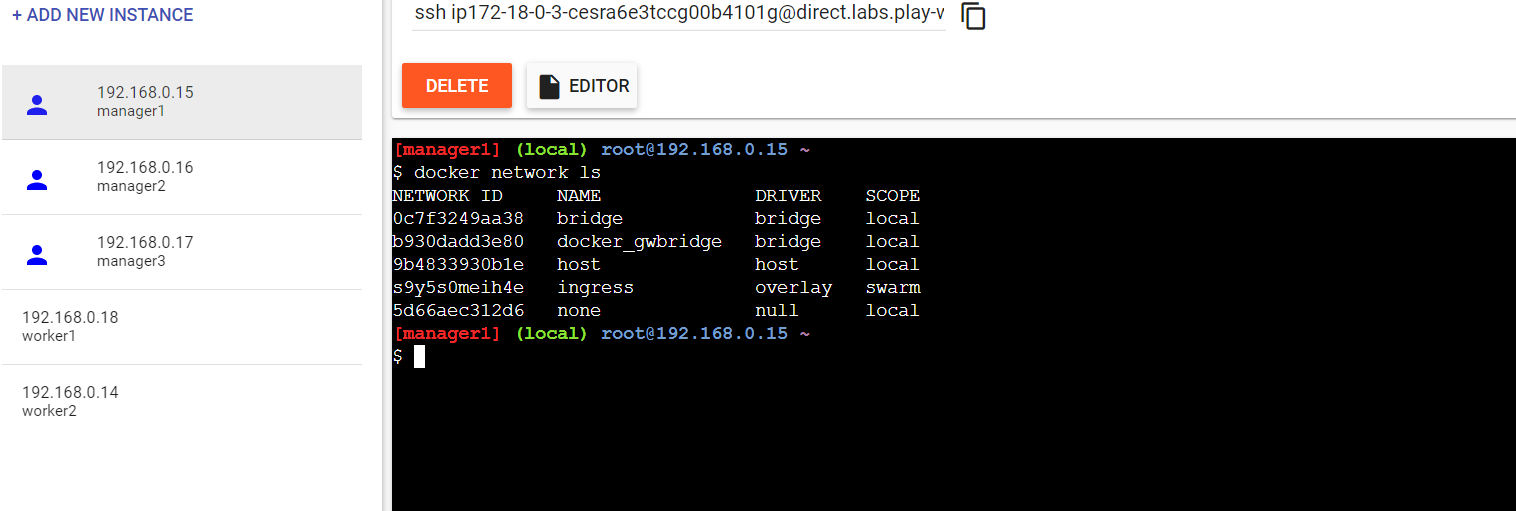 + ADD NEW INSTANCE
192.168.0.15
manager1
192.168.0.16
manager2
192.168.0.17
manager3
192.168.0.18
worker1
192.168.0.14
worker2
ssh ip172-18-0-3-cesra6e3tccg00b4101g@direct.labs.play-w
DELETE
EDITOR
[manager1] (local) root@192.168.0.15 ~
$ docker network ls
NETWORK ID NAME DRIVER SCOPE
0c7f3249aa38 bridge bridge local
b930dadd3e80 docker_gwbridge bridge local
9b4833930b1e host host local
s9y5s0meih4e ingress overlay swarm
5d66aec312d6 none null local
[manager1] (local) root@192.168.0.15 ~
$